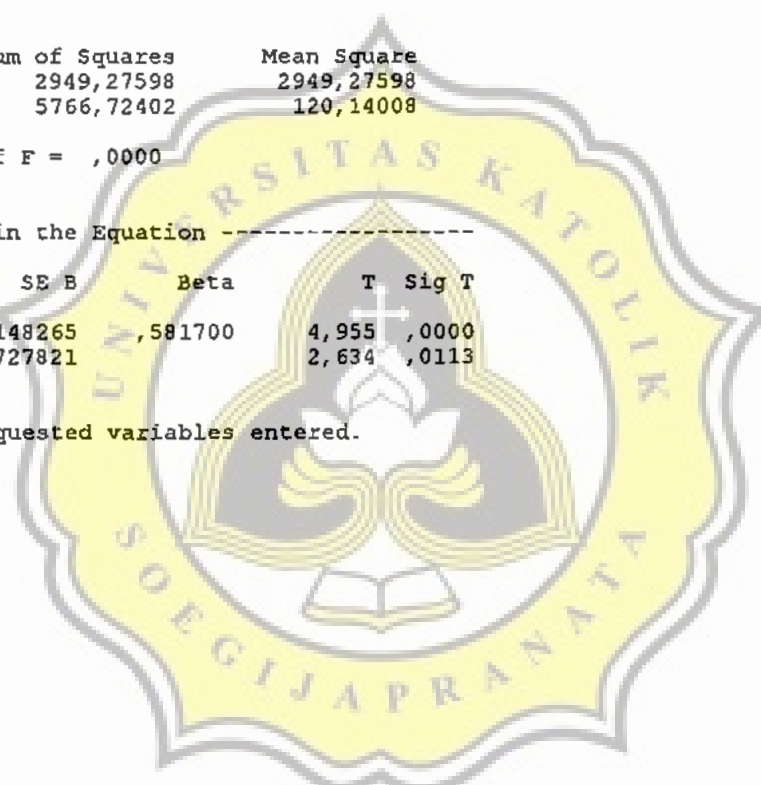 um of Squares Mean Square
2949,27598 2949,27598
5766,72402 120,14008
f F = ,0000
in the Equation ------------------
SE B Beta T Sig T
148265 ,581700 4,955 ,0000
727821 2,634 ,0113
quested variables entered.
UNIVERSITAS KATOLIK
SOEGIJAPRANATA